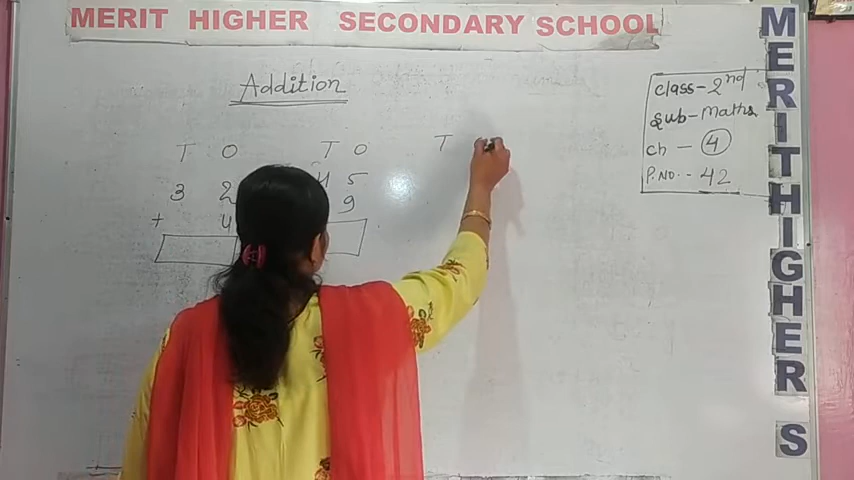 MERIT HIGHER SECONDARY SCHOOL
Addition
class-2nd
Sub-Maths
ch - 4
P.NO.- 42
T O T O T
3 2 4 5
+ 4 9
MERIT HIGHER S